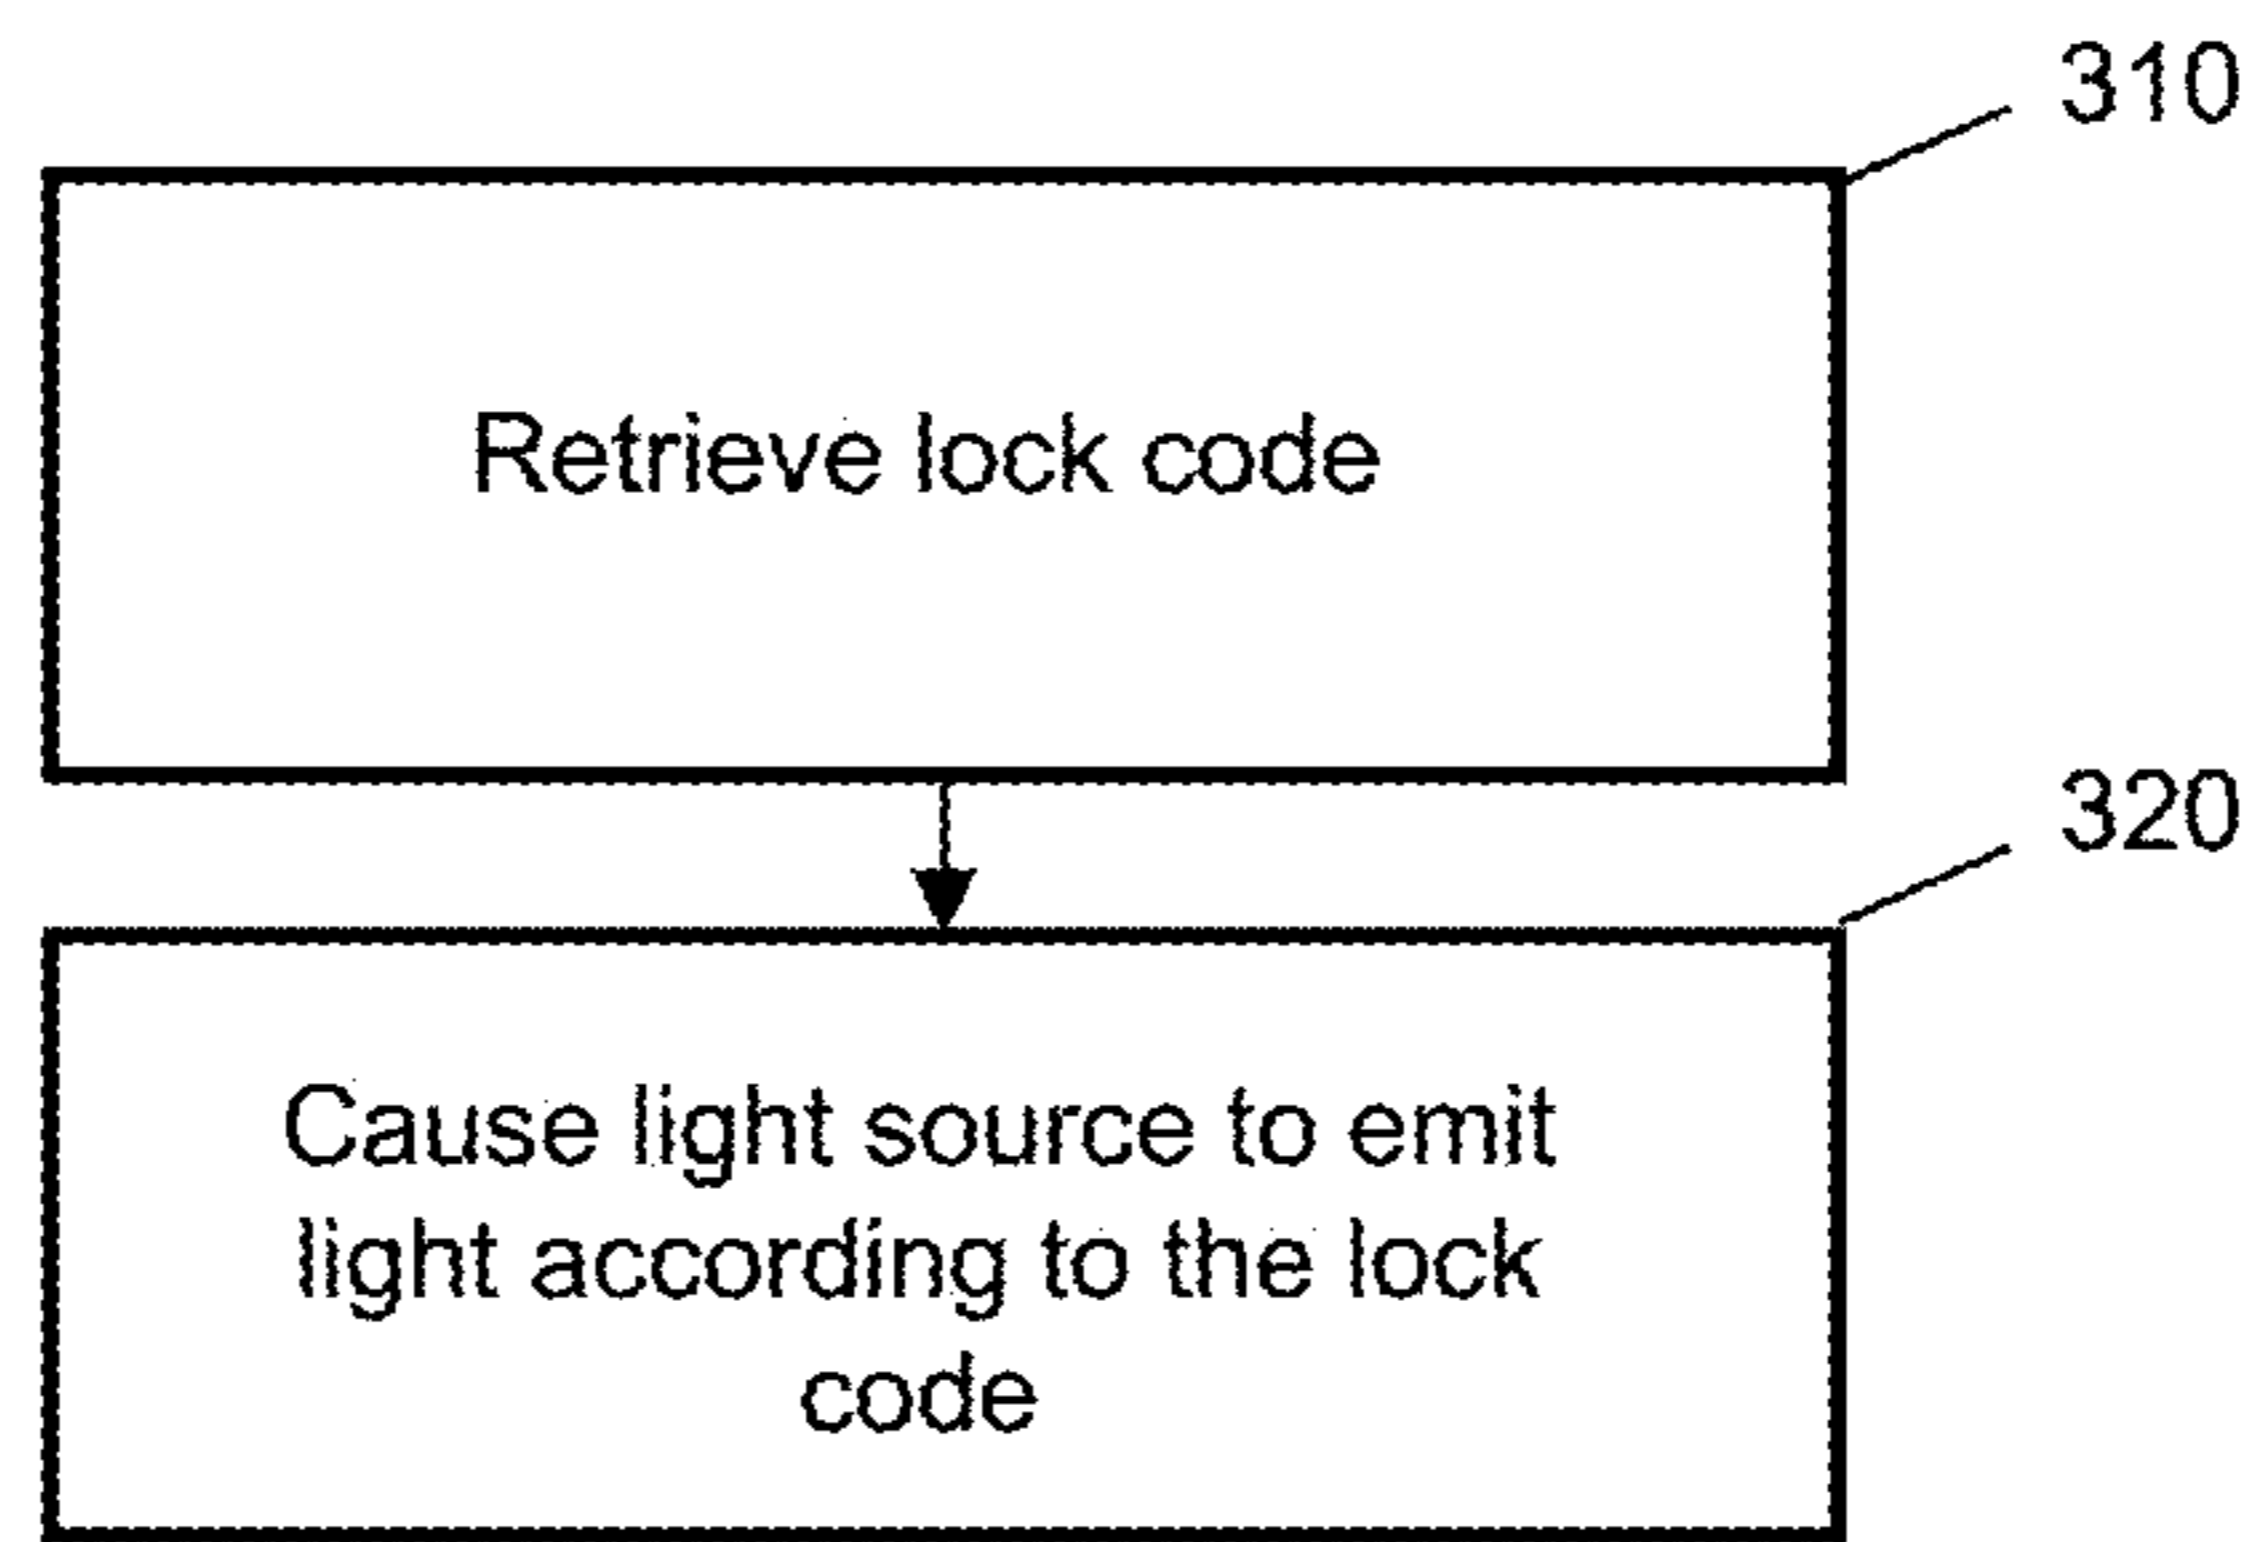 310
Retrieve lock code
320
Cause light source to emit
light according to the lock
code